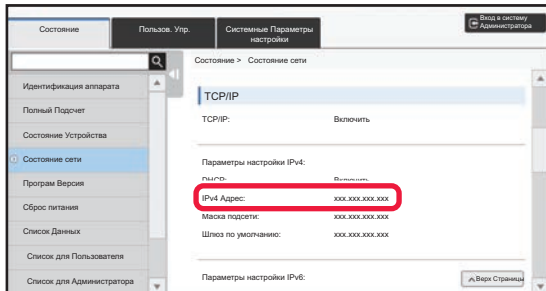 Состояние
Пользов. Упр.
Системные Параметры
настройки
Вход в систему
Администратора
Состояние > Состояние сети
Идентификация аппарата
Полный Подсчет
Состояние Устройства
Состояние сети
Програм Версия
Сброс питания
Список Данных
Список для Пользователя
Список для Администратора
TCP/IP
TCP/IP: Включить
Параметры настройки IPv4:
DHCP: Включить
IPv4 Адрес: xxx.xxx.xxx.xxx
Маска подсети: xxx.xxx.xxx.xxx
Шлюз по умолчанию: xxx.xxx.xxx.xxx
Параметры настройки IPv6:
Верх Страницы